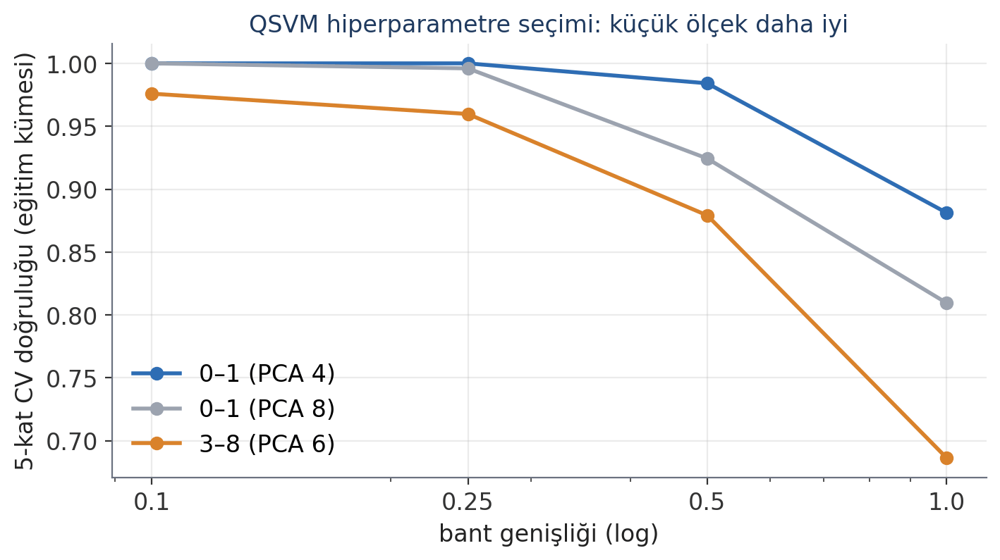 QSVM hiperparametre seçimi: küçük ölçek daha iyi
5-kat CV doğruluğu (eğitim kümesi)
1.00
0.95
0.90
0.85
0.80
0.75
0.70
0–1 (PCA 4)
0–1 (PCA 8)
3–8 (PCA 6)
0.1
0.25
0.5
1.0
bant genişliği (log)